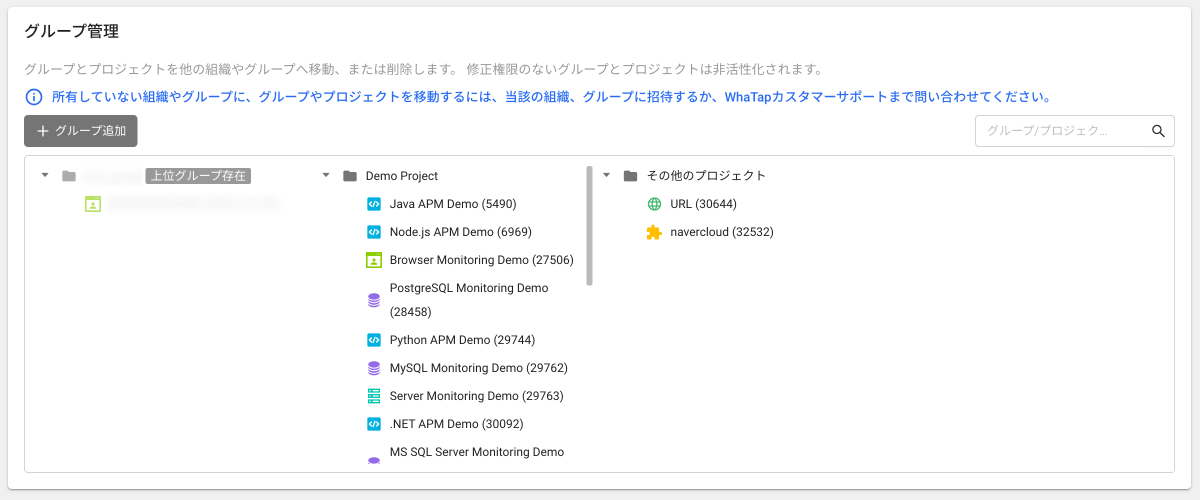 グループ管理
グループとプロジェクトを他の組織やグループへ移動、または削除します。 修正権限のないグループとプロジェクトは非活性化されます。
所有していない組織やグループに、グループやプロジェクトを移動するには、当該の組織、グループに招待するか、WhaTapカスタマーサポートまで問い合わせてください。
グループ追加
グループ/プロジェク...
上位グループ存在
Demo Project
Java APM Demo (5490)
Node.js APM Demo (6969)
Browser Monitoring Demo (27506)
PostgreSQL Monitoring Demo
(28458)
Python APM Demo (29744)
MySQL Monitoring Demo (29762)
Server Monitoring Demo (29763)
.NET APM Demo (30092)
MS SQL Server Monitoring Demo
その他のプロジェクト
URL (30644)
navercloud (32532)